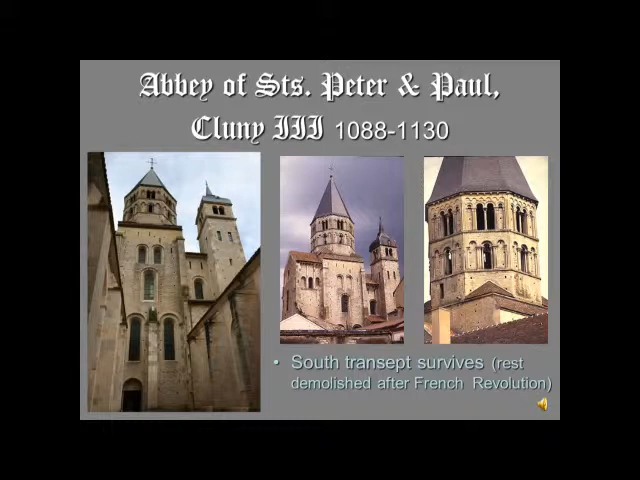 Abbey of Sts. Peter & Paul,
Cluny III 1088-1130
• South transept survives (rest
demolished after French Revolution)